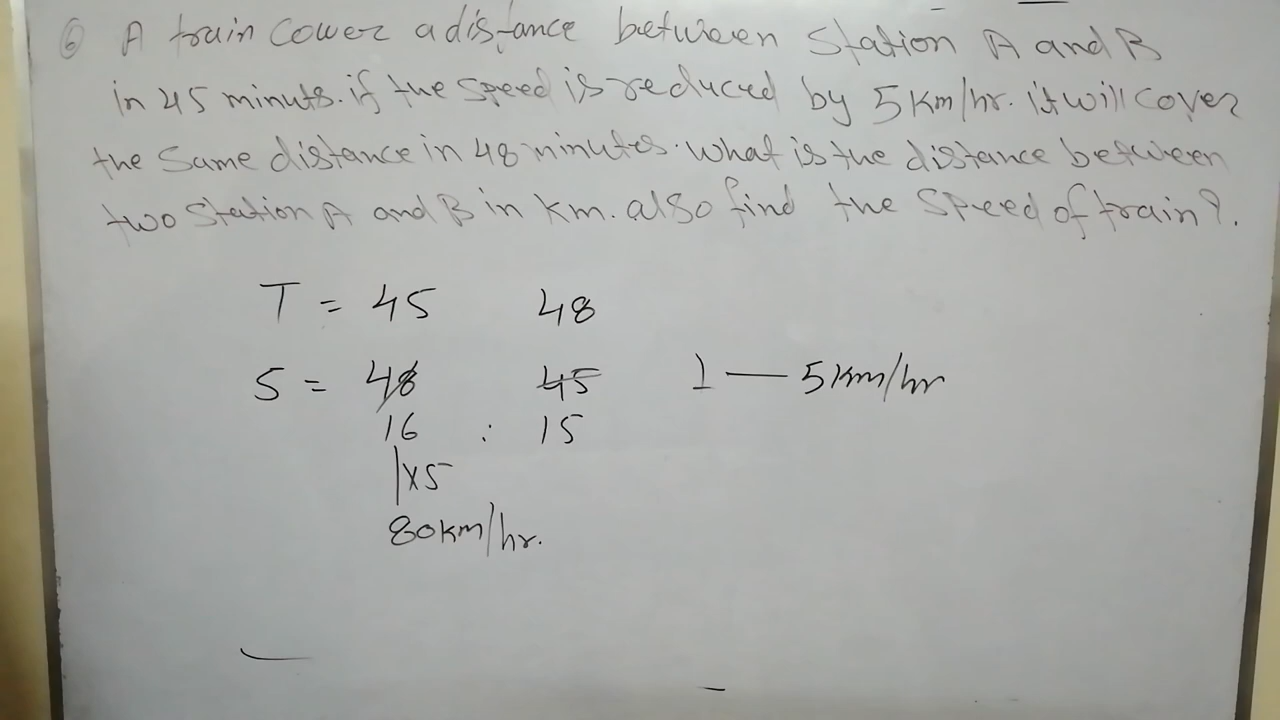 6 A train cover a distance between Station A and B
in 45 minuts. if the speed is reduced by 5 Km/hr. it will cover
the Same distance in 48 minutes. what is the distance between
two Station A and B in Km. also find the Speed of train?.
T = 45 48
S = 48 45 1 — 5 km/hr
16 : 15
|x5
80 km/hr.